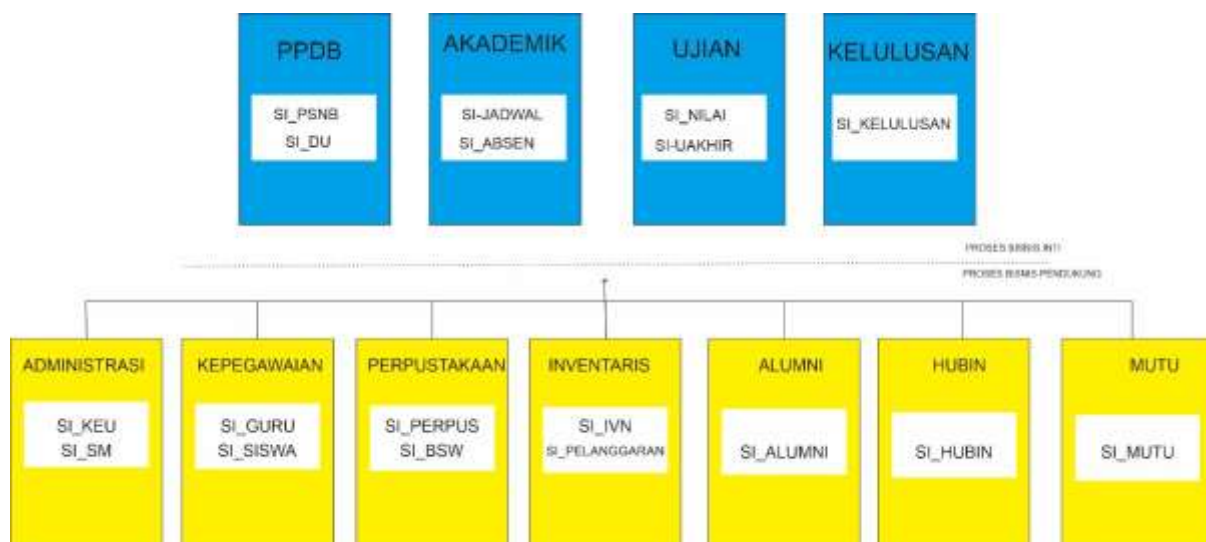 PPDB
SI_PSNB
SI_DU
AKADEMIK
SI-JADWAL
SI_ABSEN
UJIAN
SI_NILAI
SI-UAKHIR
KELULUSAN
SI_KELULUSAN
PROSES BISNIS INTI
PROSES BISNIS PENDUKUNG
ADMINISTRASI
SI_KEU
SI_SM
KEPEGAWAIAN
SI_GURU
SI_SISWA
PERPUSTAKAAN
SI_PERPUS
SI_BSW
INVENTARIS
SI_IVN
SI_PELANGGARAN
ALUMNI
SI_ALUMNI
HUBIN
SI_HUBIN
MUTU
SI_MUTU